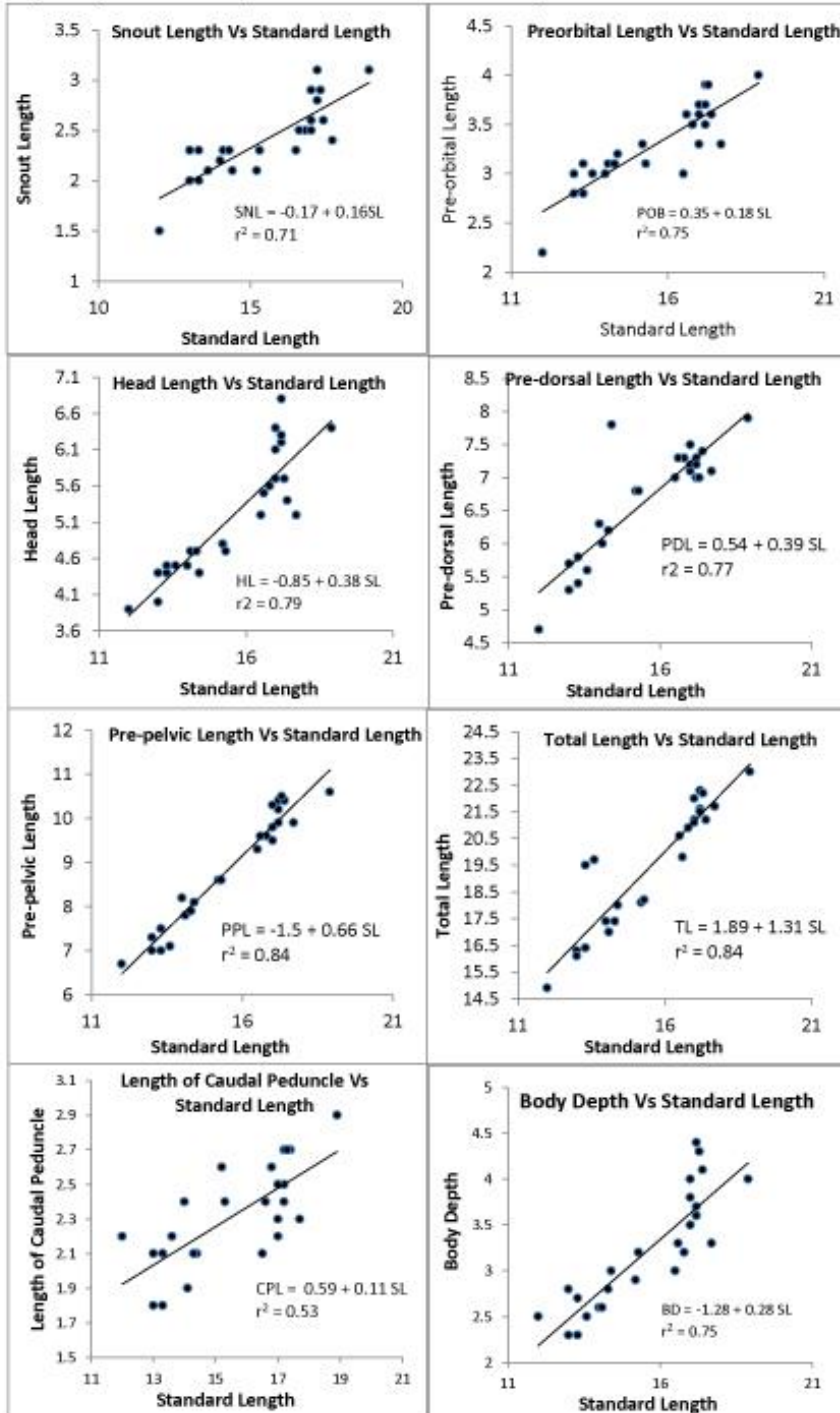 Snout Length Vs Standard Length
3.5
3
2.5
2
1.5
1
Snout Length
SNL = -0.17 + 0.16SL
r² = 0.71
10 15 20
Standard Length
Preorbital Length Vs Standard Length
4.5
4
3.5
3
2.5
2
Pre-orbital Length
POB = 0.35 + 0.18 SL
r² = 0.75
11 16 21
Standard Length
Head Length Vs Standard Length
7.1
6.6
6.1
5.6
5.1
4.6
4.1
3.6
Head Length
HL = -0.85 + 0.38 SL
r2 = 0.79
11 16 21
Standard Length
Pre-dorsal Length Vs Standard Length
8.5
8
7.5
7
6.5
6
5.5
5
4.5
Pre-dorsal Length
PDL = 0.54 + 0.39 SL
r2 = 0.77
11 16 21
Standard Length
Pre-pelvic Length Vs Standard Length
12
11
10
9
8
7
6
Pre-pelvic Length
PPL = -1.5 + 0.66 SL
r² = 0.84
11 16 21
Standard Length
Total Length Vs Standard Length
24.5
23.5
22.5
21.5
20.5
19.5
18.5
17.5
16.5
15.5
14.5
Total Length
TL = 1.89 + 1.31 SL
r² = 0.84
11 16 21
Standard Length
Length of Caudal Peduncle Vs
Standard Length
3.1
2.9
2.7
2.5
2.3
2.1
1.9
1.7
1.5
Length of Caudal Peduncle
CPL = 0.59 + 0.11 SL
r² = 0.53
11 13 15 17 19 21
Standard Length
Body Depth Vs Standard Length
5
4.5
4
3.5
3
2.5
2
Body Depth
BD = -1.28 + 0.28 SL
r² = 0.75
11 16 21
Standard Length